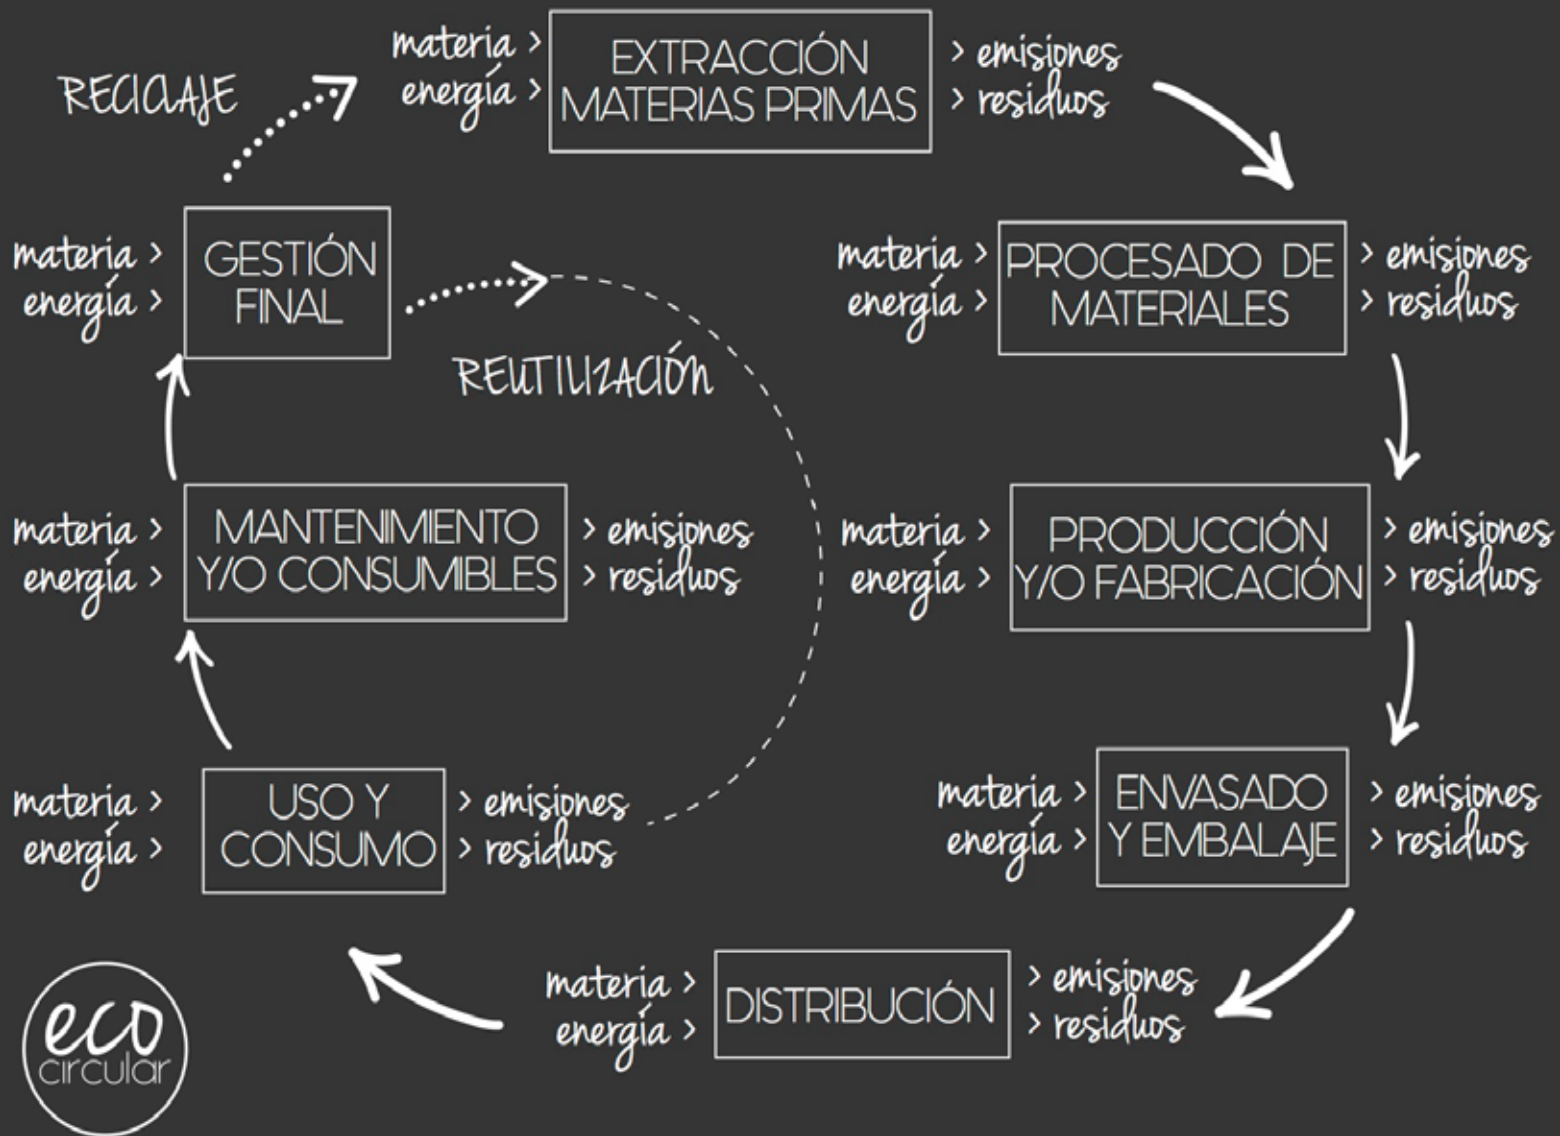 RECICLAJE
materia >
energía >
EXTRACCIÓN
MATERIAS PRIMAS
> emisiones
> residuos
materia >
energía >
PROCESADO DE
MATERIALES
> emisiones
> residuos
materia >
energía >
PRODUCCIÓN
Y/O FABRICACIÓN
> emisiones
> residuos
materia >
energía >
ENVASADO
Y EMBALAJE
> emisiones
> residuos
materia >
energía >
DISTRIBUCIÓN
> emisiones
> residuos
materia >
energía >
USO Y
CONSUMO
> emisiones
> residuos
materia >
energía >
MANTENIMIENTO
Y/O CONSUMIBLES
> emisiones
> residuos
materia >
energía >
GESTIÓN
FINAL
REUTILIZACIÓN
eco
circular